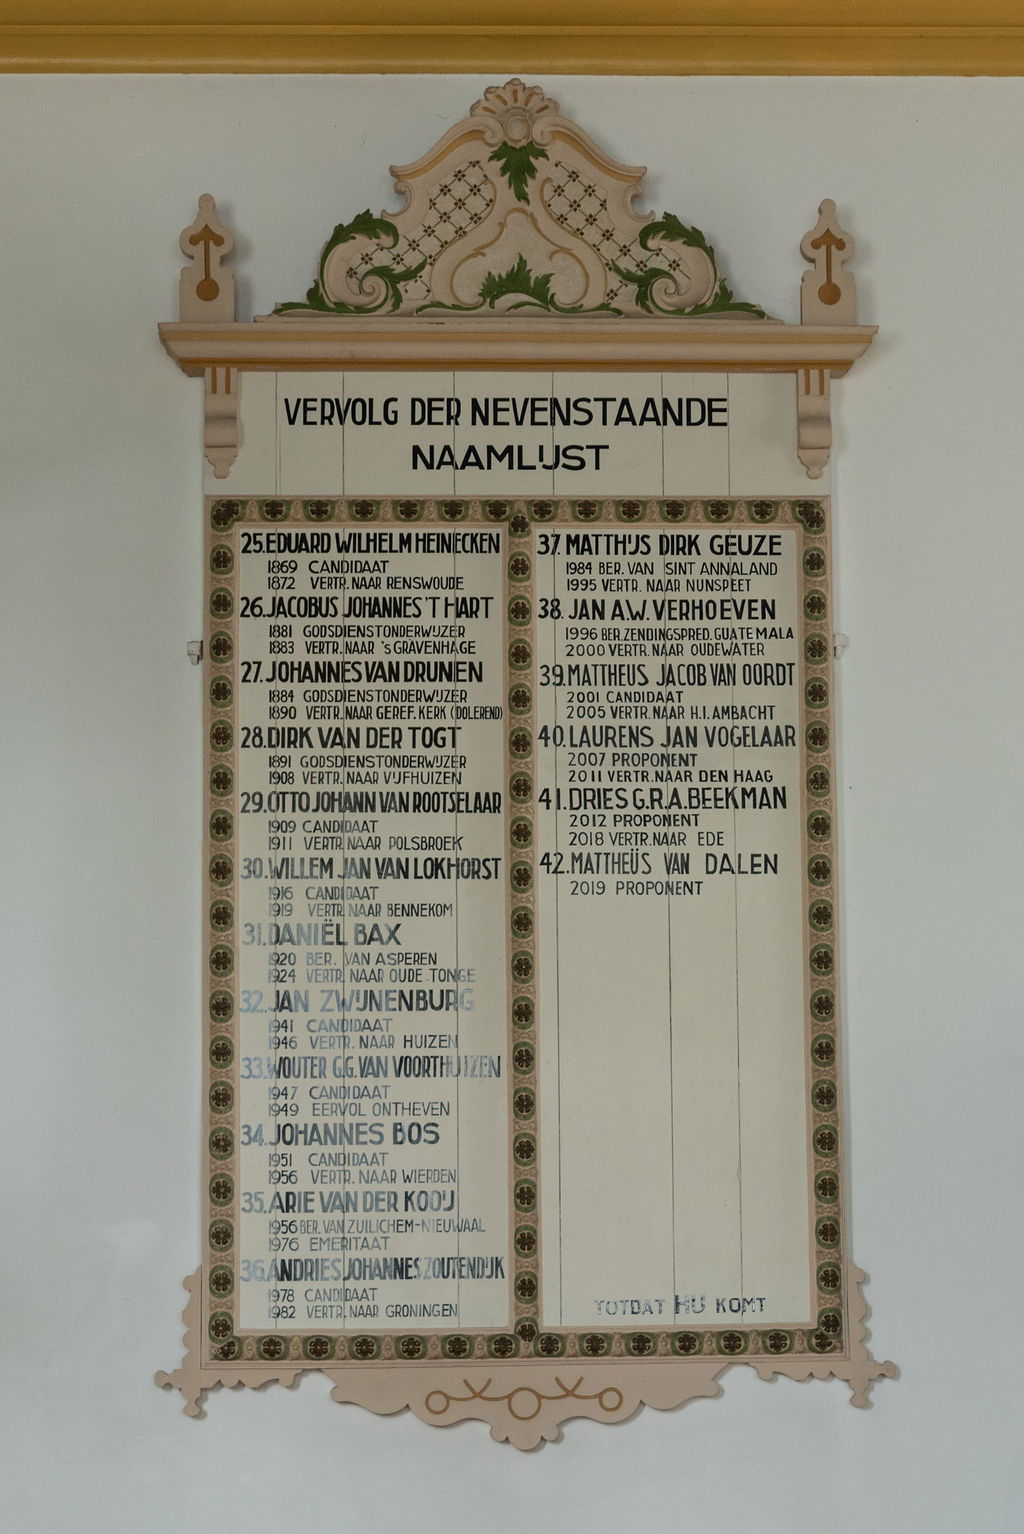 VERVOLG DER NEVENSTAANDE
NAAMLIJST
25. EDUARD WILHELM HEINECKEN
1869 CANDIDAAT
1872 VERTR. NAAR RENSWOUDE
26. JACOBUS JOHANNES 'T HART
1881 GODSDIENSTONDERWIJZER
1883 VERTR. NAAR 's GRAVENHAGE
27. JOHANNES VAN DRUNEN
1884 GODSDIENSTONDERWIJZER
1890 VERTR. NAAR GEREF. KERK (DOLEREND)
28. DIRK VAN DER TOGT
1891 GODSDIENSTONDERWIJZER
1908 VERTR. NAAR VIJFHUIZEN
29. OTTO JOHANN VAN ROOTSELAAR
1909 CANDIDAAT
1911 VERTR. NAAR POLSBROEK
30. WILLEM JAN VAN LOKHORST
1916 CANDIDAAT
1919 VERTR. NAAR BENNEKOM
31. DANIËL BAX
1920 BER. VAN ASPEREN
1924 VERTR. NAAR OUDE TONGE
32. JAN ZWIJNENBURG
1941 CANDIDAAT
1946 VERTR. NAAR HUIZEN
33. WOUTER G.G. VAN VOORTHUIZEN
1947 CANDIDAAT
1949 EERVOL ONTHEVEN
34. JOHANNES BOS
1951 CANDIDAAT
1956 VERTR. NAAR WIERDEN
35. ARIE VAN DER KOOIJ
1956 BER. VAN ZUILICHEM-NIEUWAAL
1976 EMERITAAT
36. ANDRIES JOHANNES ZOUTENDIJK
1978 CANDIDAAT
1982 VERTR. NAAR GRONINGEN
37. MATTHIJS DIRK GEUZE
1984 BER. VAN SINT ANNALAND
1995 VERTR. NAAR NUNSPEET
38. JAN A.W. VERHOEVEN
1996 BER. ZENDINGSPRED. GUATEMALA
2000 VERTR. NAAR OUDEWATER
39. MATTHEUS JACOB VAN OORDT
2001 CANDIDAAT
2005 VERTR. NAAR H.I. AMBACHT
40. LAURENS JAN VOGELAAR
2007 PROPONENT
2011 VERTR. NAAR DEN HAAG
41. DRIES G.R.A. BEEKMAN
2012 PROPONENT
2018 VERTR. NAAR EDE
42. MATTHEÜS VAN DALEN
2019 PROPONENT
TOTDAT HIJ KOMT